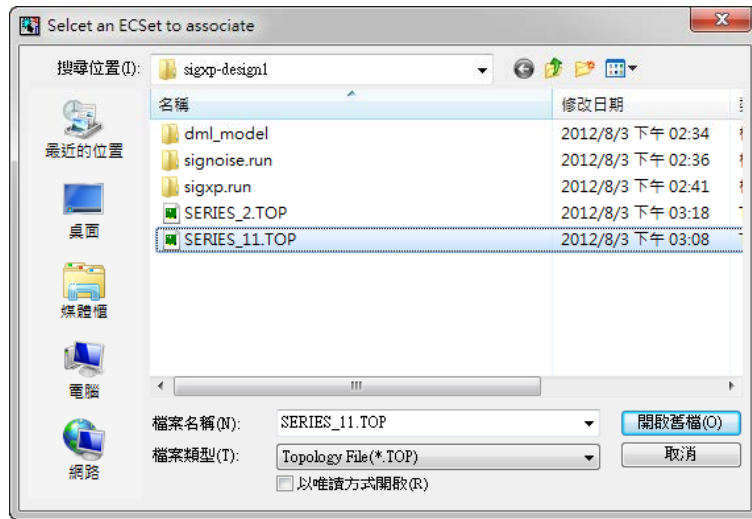 Selcet an ECSet to associate
搜尋位置(I):
sigxp-design1
名稱
修改日期
dml_model
2012/8/3 下午 02:34
signoise.run
2012/8/3 下午 02:36
sigxp.run
2012/8/3 下午 02:41
SERIES_2.TOP
2012/8/3 下午 03:18
SERIES_11.TOP
2012/8/3 下午 03:08
最近的位置
桌面
媒體櫃
電腦
網路
檔案名稱(N):
SERIES_11.TOP
開啟舊檔(O)
檔案類型(T):
Topology File(*.TOP)
取消
以唯讀方式開啟(R)